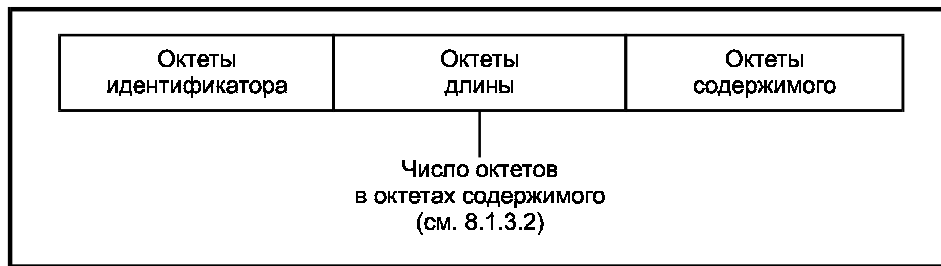 Октеты
идентификатора
Октеты
длины
Октеты
содержимого
Число октетов
в октетах содержимого
(см. 8.1.3.2)